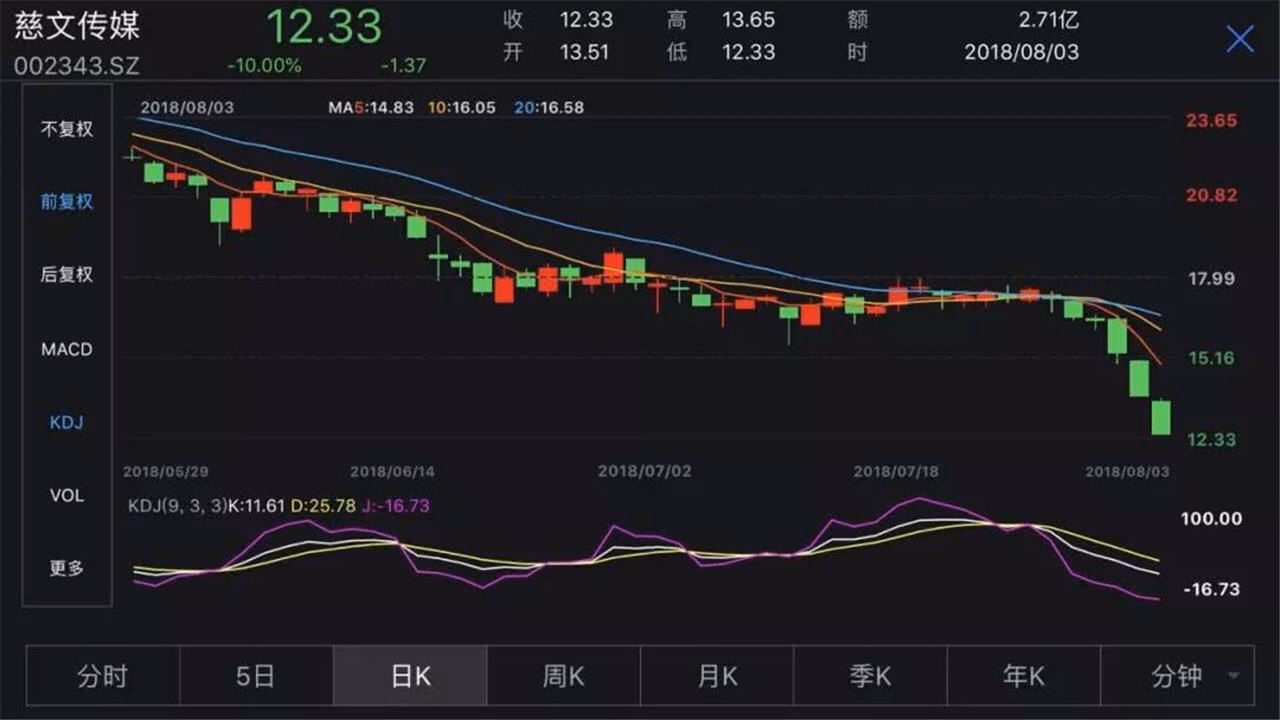 慈文传媒 12.33 收 12.33 高 13.65 额 2.71亿
002343.SZ -10.00% -1.37 开 13.51 低 12.33 时 2018/08/03
2018/08/03 MA5:14.83 10:16.05 20:16.58
23.65
不复权
20.82
前复权
后复权
17.99
MACD
15.16
KDJ
12.33
2018/05/29 2018/06/14 2018/07/02 2018/07/18 2018/08/03
VOL
KDJ(9, 3, 3)K:11.61 D:25.78 J:-16.73
100.00
更多
-16.73
分时 5日 日K 周K 月K 季K 年K 分钟